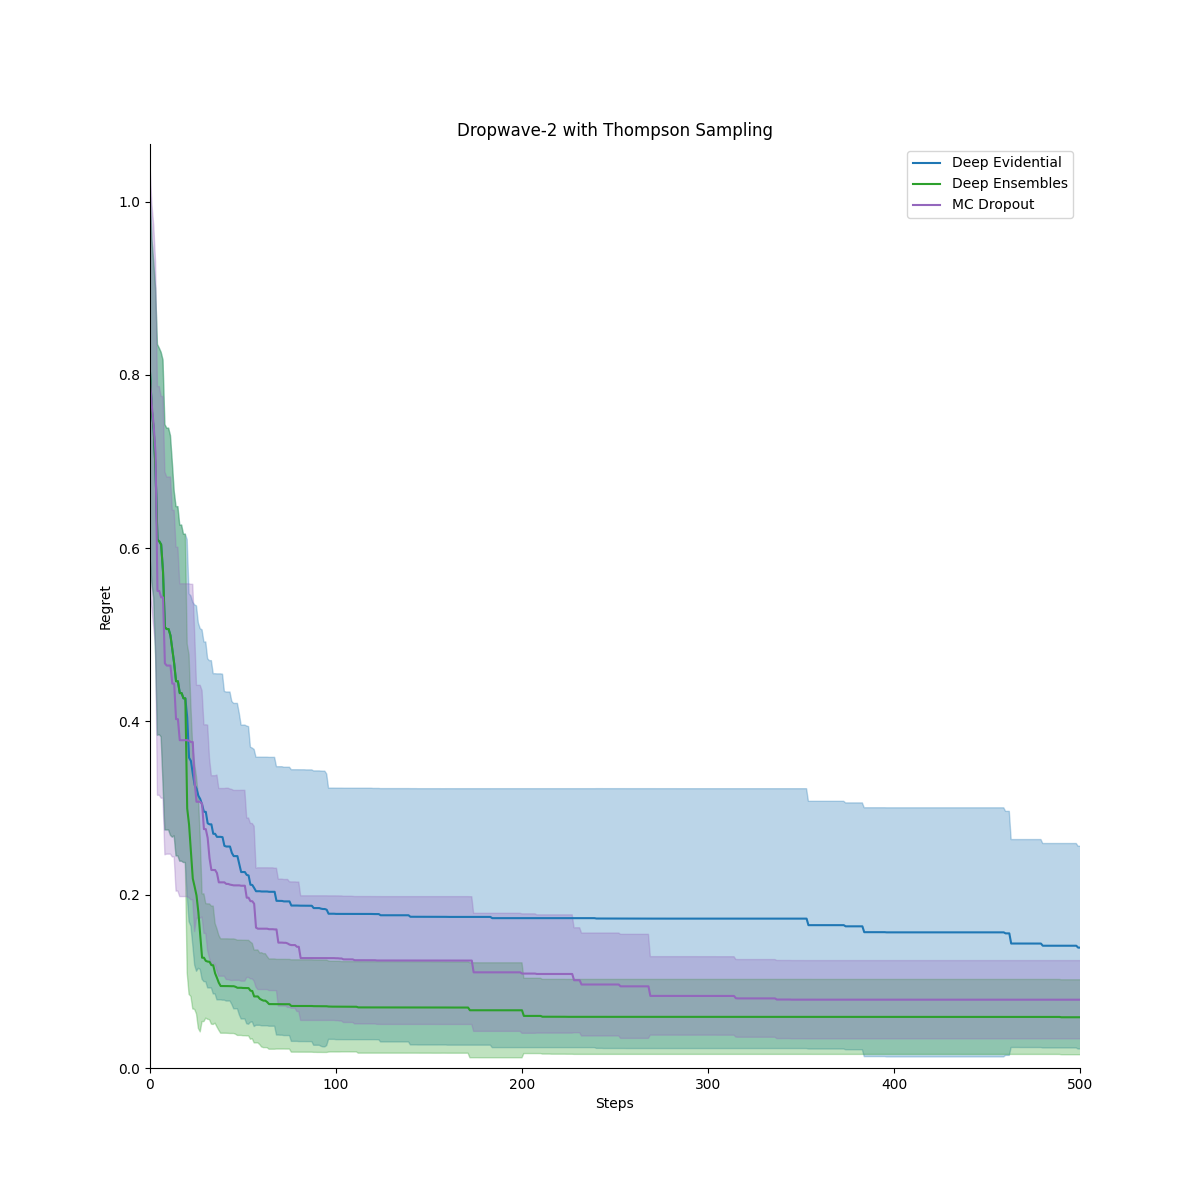 Dropwave-2 with Thompson Sampling
Deep Evidential
Deep Ensembles
MC Dropout
1.0
0.8
0.6
0.4
0.2
0.0
Regret
0
100
200
300
400
500
Steps